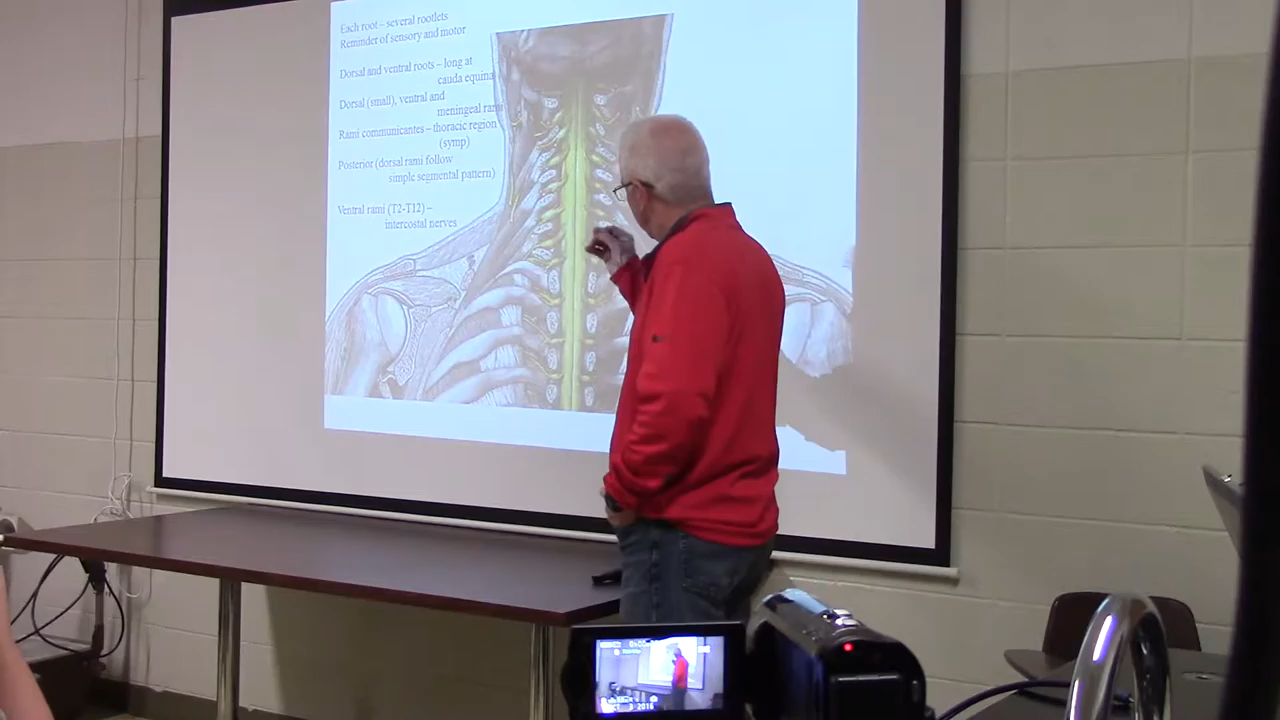 Each root – several rootlets
Reminder of sensory and motor
Dorsal and ventral roots – long at
cauda equina
Dorsal (small), ventral and
meningeal rami
Rami communicantes – thoracic region
(symp)
Posterior (dorsal rami follow
simple segmental pattern)
Ventral rami (T2-T12) –
intercostal nerves
2016